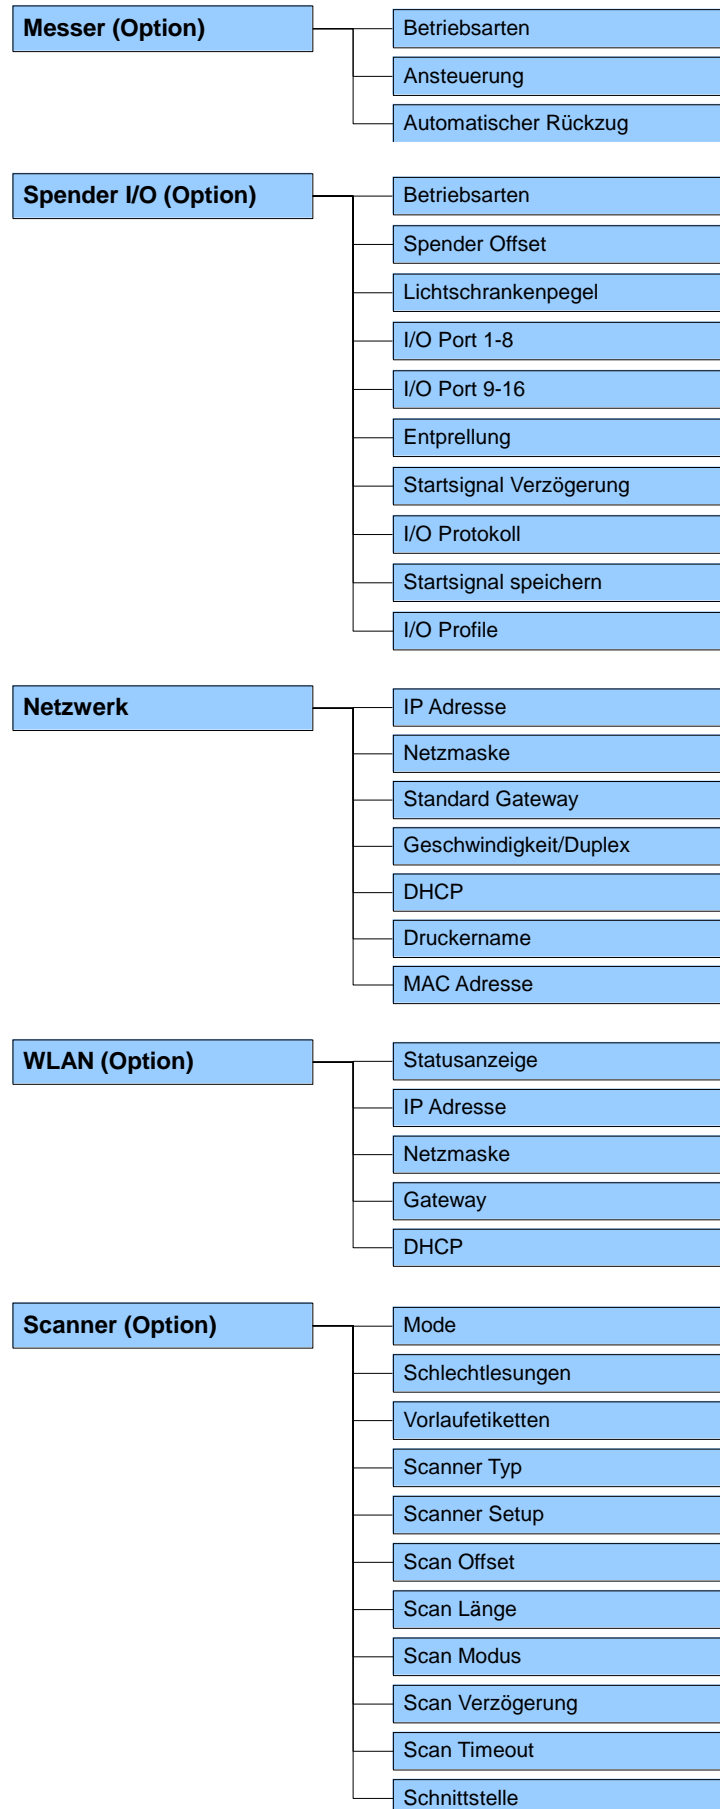 Messer (Option)
Betriebsarten
Ansteuerung
Automatischer Rückzug
Spender I/O (Option)
Betriebsarten
Spender Offset
Lichtschrankenpegel
I/O Port 1-8
I/O Port 9-16
Entprellung
Startsignal Verzögerung
I/O Protokoll
Startsignal speichern
I/O Profile
Netzwerk
IP Adresse
Netzmaske
Standard Gateway
Geschwindigkeit/Duplex
DHCP
Druckername
MAC Adresse
WLAN (Option)
Statusanzeige
IP Adresse
Netzmaske
Gateway
DHCP
Scanner (Option)
Mode
Schlechtlesungen
Vorlaufetiketten
Scanner Typ
Scanner Setup
Scan Offset
Scan Länge
Scan Modus
Scan Verzögerung
Scan Timeout
Schnittstelle